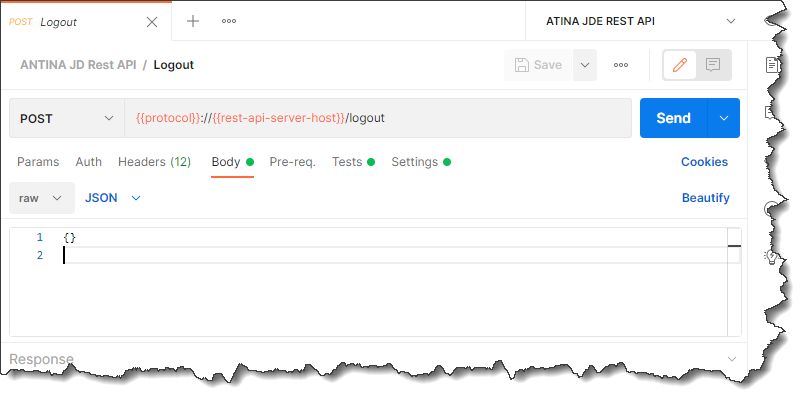 POST Logout
ATINA JDE REST API
ANTINA JD Rest API / Logout
Save
POST {{protocol}}://{{rest-api-server-host}}/logout Send
Params Auth Headers (12) Body Pre-req. Tests Settings Cookies
raw JSON Beautify
1 {}
2
Response